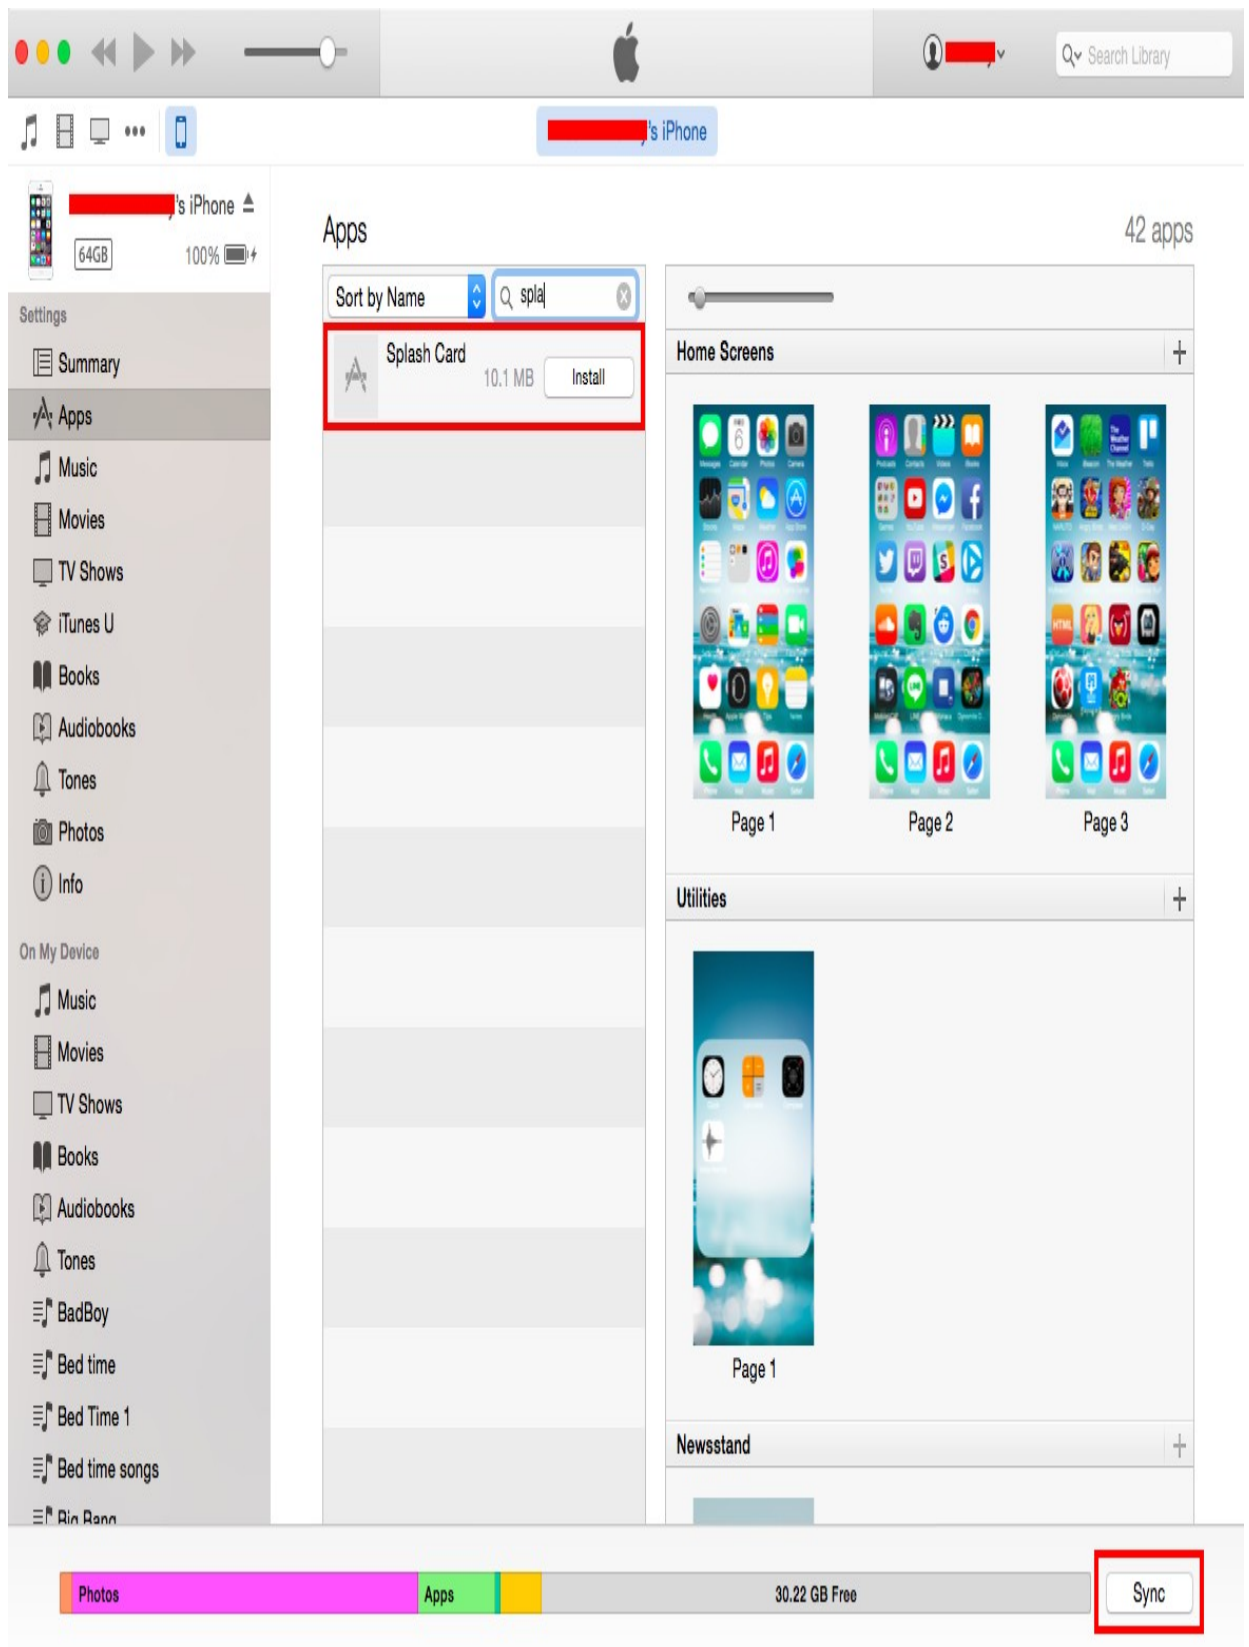 Search Library
's iPhone
's iPhone
64GB
100%
Settings
Summary
Apps
Music
Movies
TV Shows
iTunes U
Books
Audiobooks
Tones
Photos
Info
On My Device
Music
Movies
TV Shows
Books
Audiobooks
Tones
BadBoy
Bed time
Bed Time 1
Bed time songs
Big Bang
Apps
42 apps
Sort by Name
spla
Splash Card
10.1 MB
Install
Home Screens
Page 1
Page 2
Page 3
Utilities
Page 1
Newsstand
Photos
Apps
30.22 GB Free
Sync